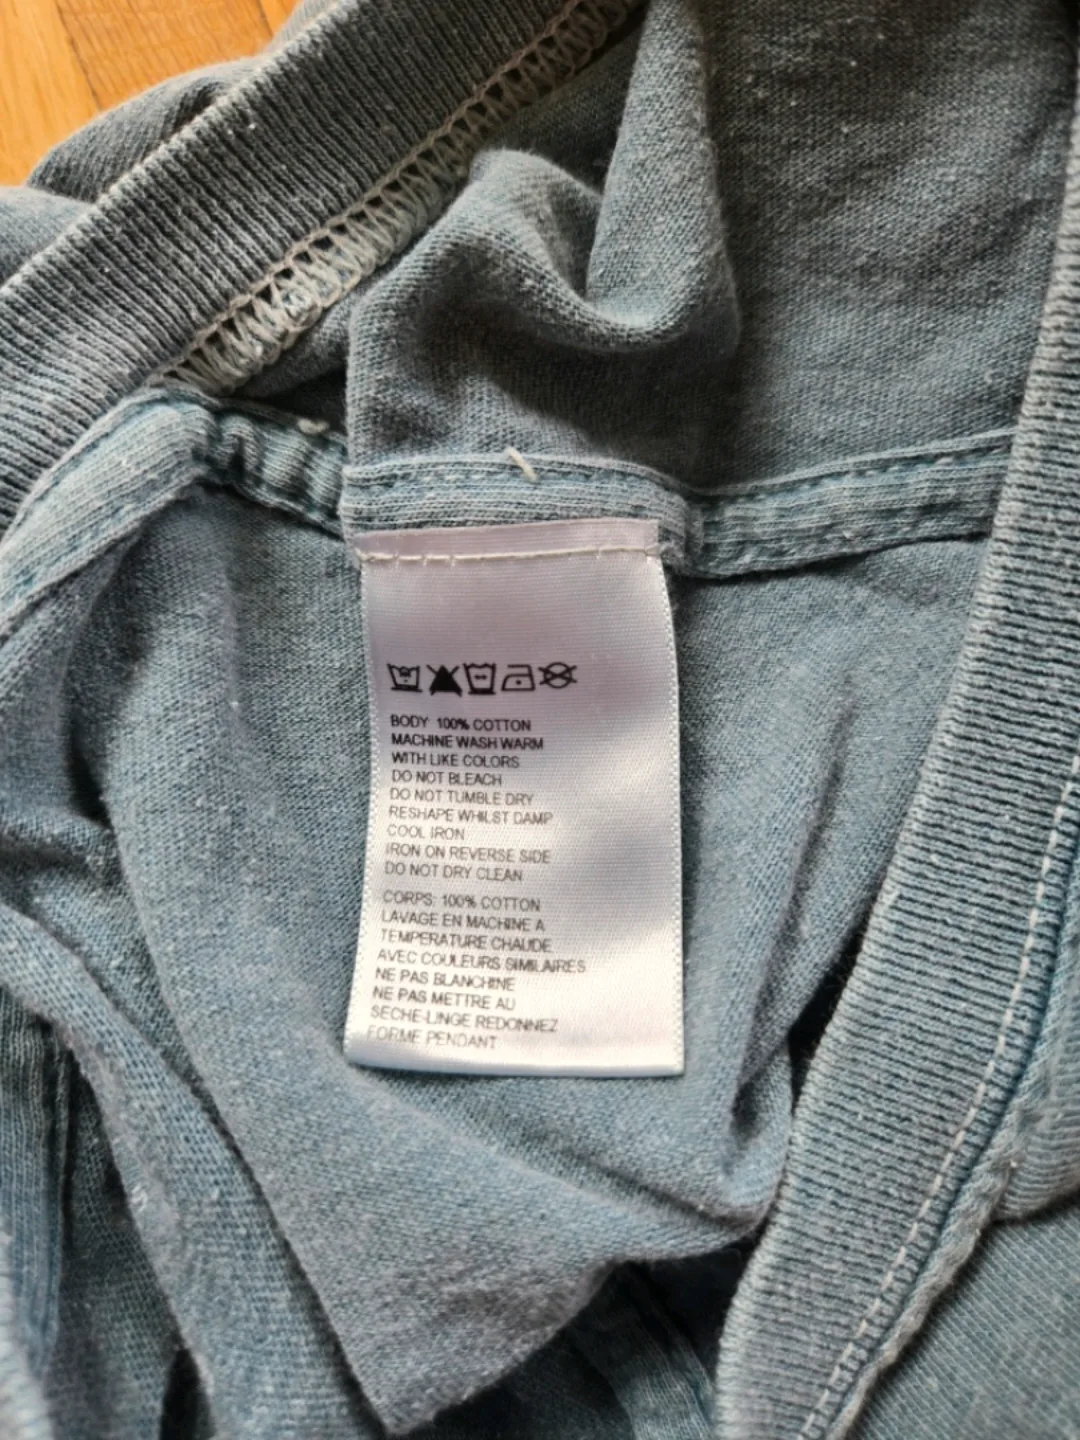 BODY: 100% COTTON
MACHINE WASH WARM
WITH LIKE COLORS
DO NOT BLEACH
DO NOT TUMBLE DRY
RESHAPE WHILST DAMP
COOL IRON
IRON ON REVERSE SIDE
DO NOT DRY CLEAN
CORPS: 100% COTTON
LAVAGE EN MACHINE A
TEMPERATURE CHAUDE
AVEC COULEURS SIMILAIRES
NE PAS BLANCHINE
NE PAS METTRE AU
SECHE-LINGE REDONNEZ
FORME PENDANT